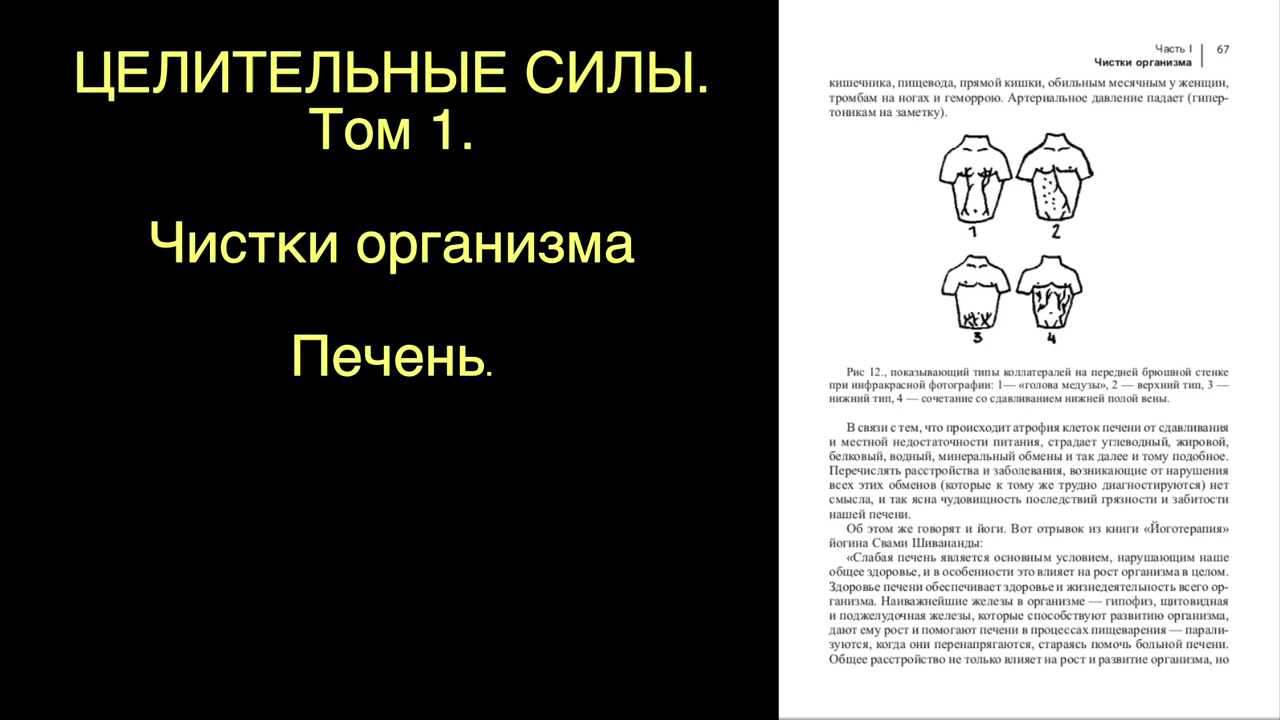 ЦЕЛИТЕЛЬНЫЕ СИЛЫ.
Том 1.
Чистки организма
Печень.
Часть I
67
Чистки организма
кишечника, пищевода, прямой кишки, обильным месячным у женщин,
тромбам на ногах и геморрою. Артериальное давление падает (гипер-
тоникам на заметку).
1
2
3
4
Рис 12., показывающий типы коллатералей на передней брюшной стенке
при инфракрасной фотографии: 1— «голова медузы», 2 — верхний тип, 3 —
нижний тип, 4 — сочетание со сдавливанием нижней полой вены.
В связи с тем, что происходит атрофия клеток печени от сдавливания
и местной недостаточности питания, страдает углеводный, жировой,
белковый, водный, минеральный обмены и так далее и тому подобное.
Перечислять расстройства и заболевания, возникающие от нарушения
всех этих обменов (которые к тому же трудно диагностируются) нет
смысла, и так ясна чудовищность последствий грязности и забитости
нашей печени.
Об этом же говорят и йоги. Вот отрывок из книги «Йоготерапия»
йогина Свами Шивананды:
«Слабая печень является основным условием, нарушающим наше
общее здоровье, и в особенности это влияет на рост организма в целом.
Здоровье печени обеспечивает здоровье и жизнедеятельность всего ор-
ганизма. Наиважнейшие железы в организме — гипофиз, щитовидная
и поджелудочная железы, которые способствуют развитию организма,
дают ему рост и помогают печени в процессах пищеварения — парали-
зуются, когда они перенапрягаются, стараясь помочь больной печени.
Общее расстройство не только влияет на рост и развитие организма, но